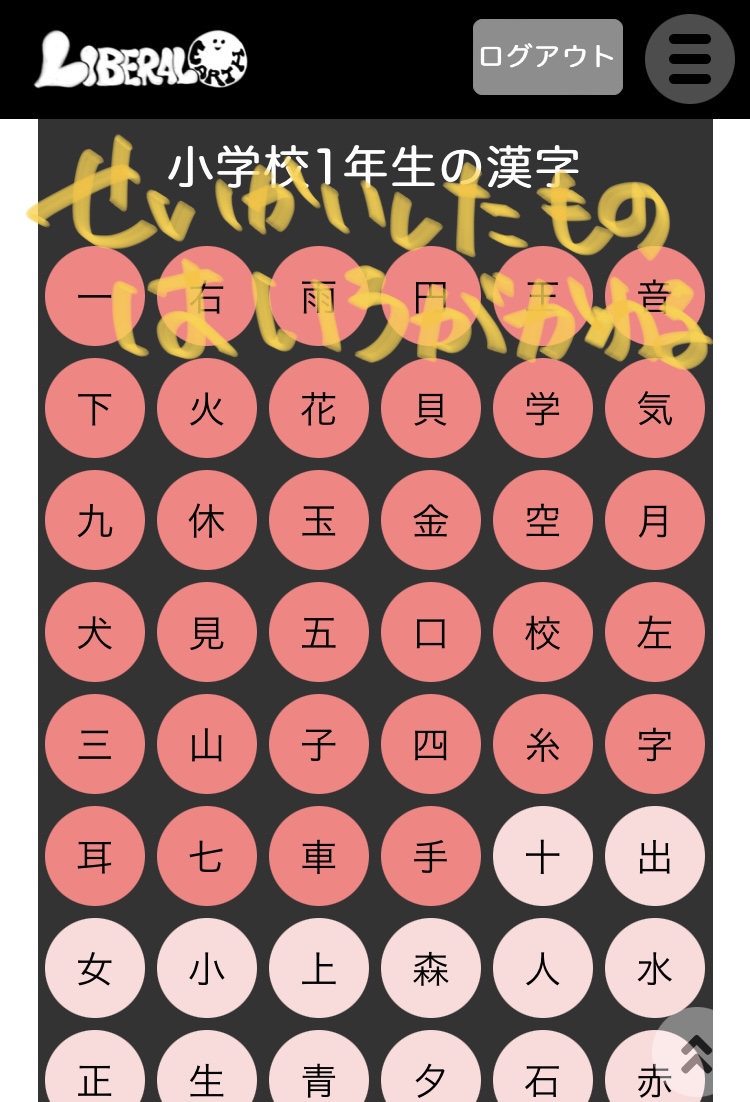 LIBERAL EARTH
ログアウト
小学校1年生の漢字
せいかいしたもの
はいろがかわる
一 右 雨 円 王 音
下 火 花 貝 学 気
九 休 玉 金 空 月
犬 見 五 口 校 左
三 山 子 四 糸 字
耳 七 車 手 十 出
女 小 上 森 人 水
正 生 青 夕 石 赤